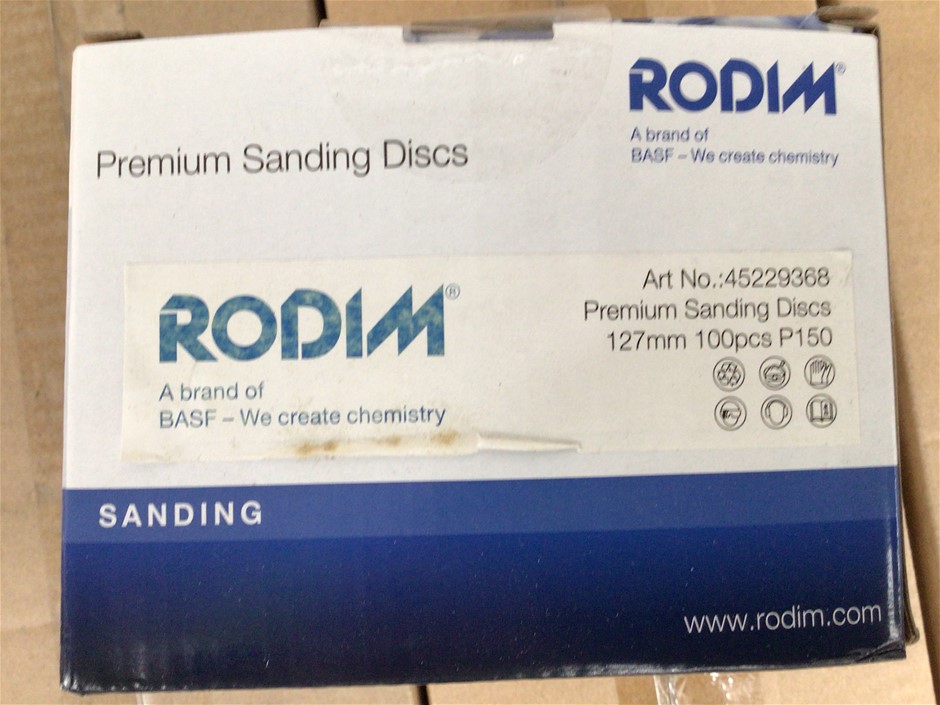 RODIM®
A brand of
BASF – We create chemistry
Premium Sanding Discs
RODIM®
A brand of
BASF – We create chemistry
Art No.:45229368
Premium Sanding Discs
127mm 100pcs P150
SANDING
www.rodim.com